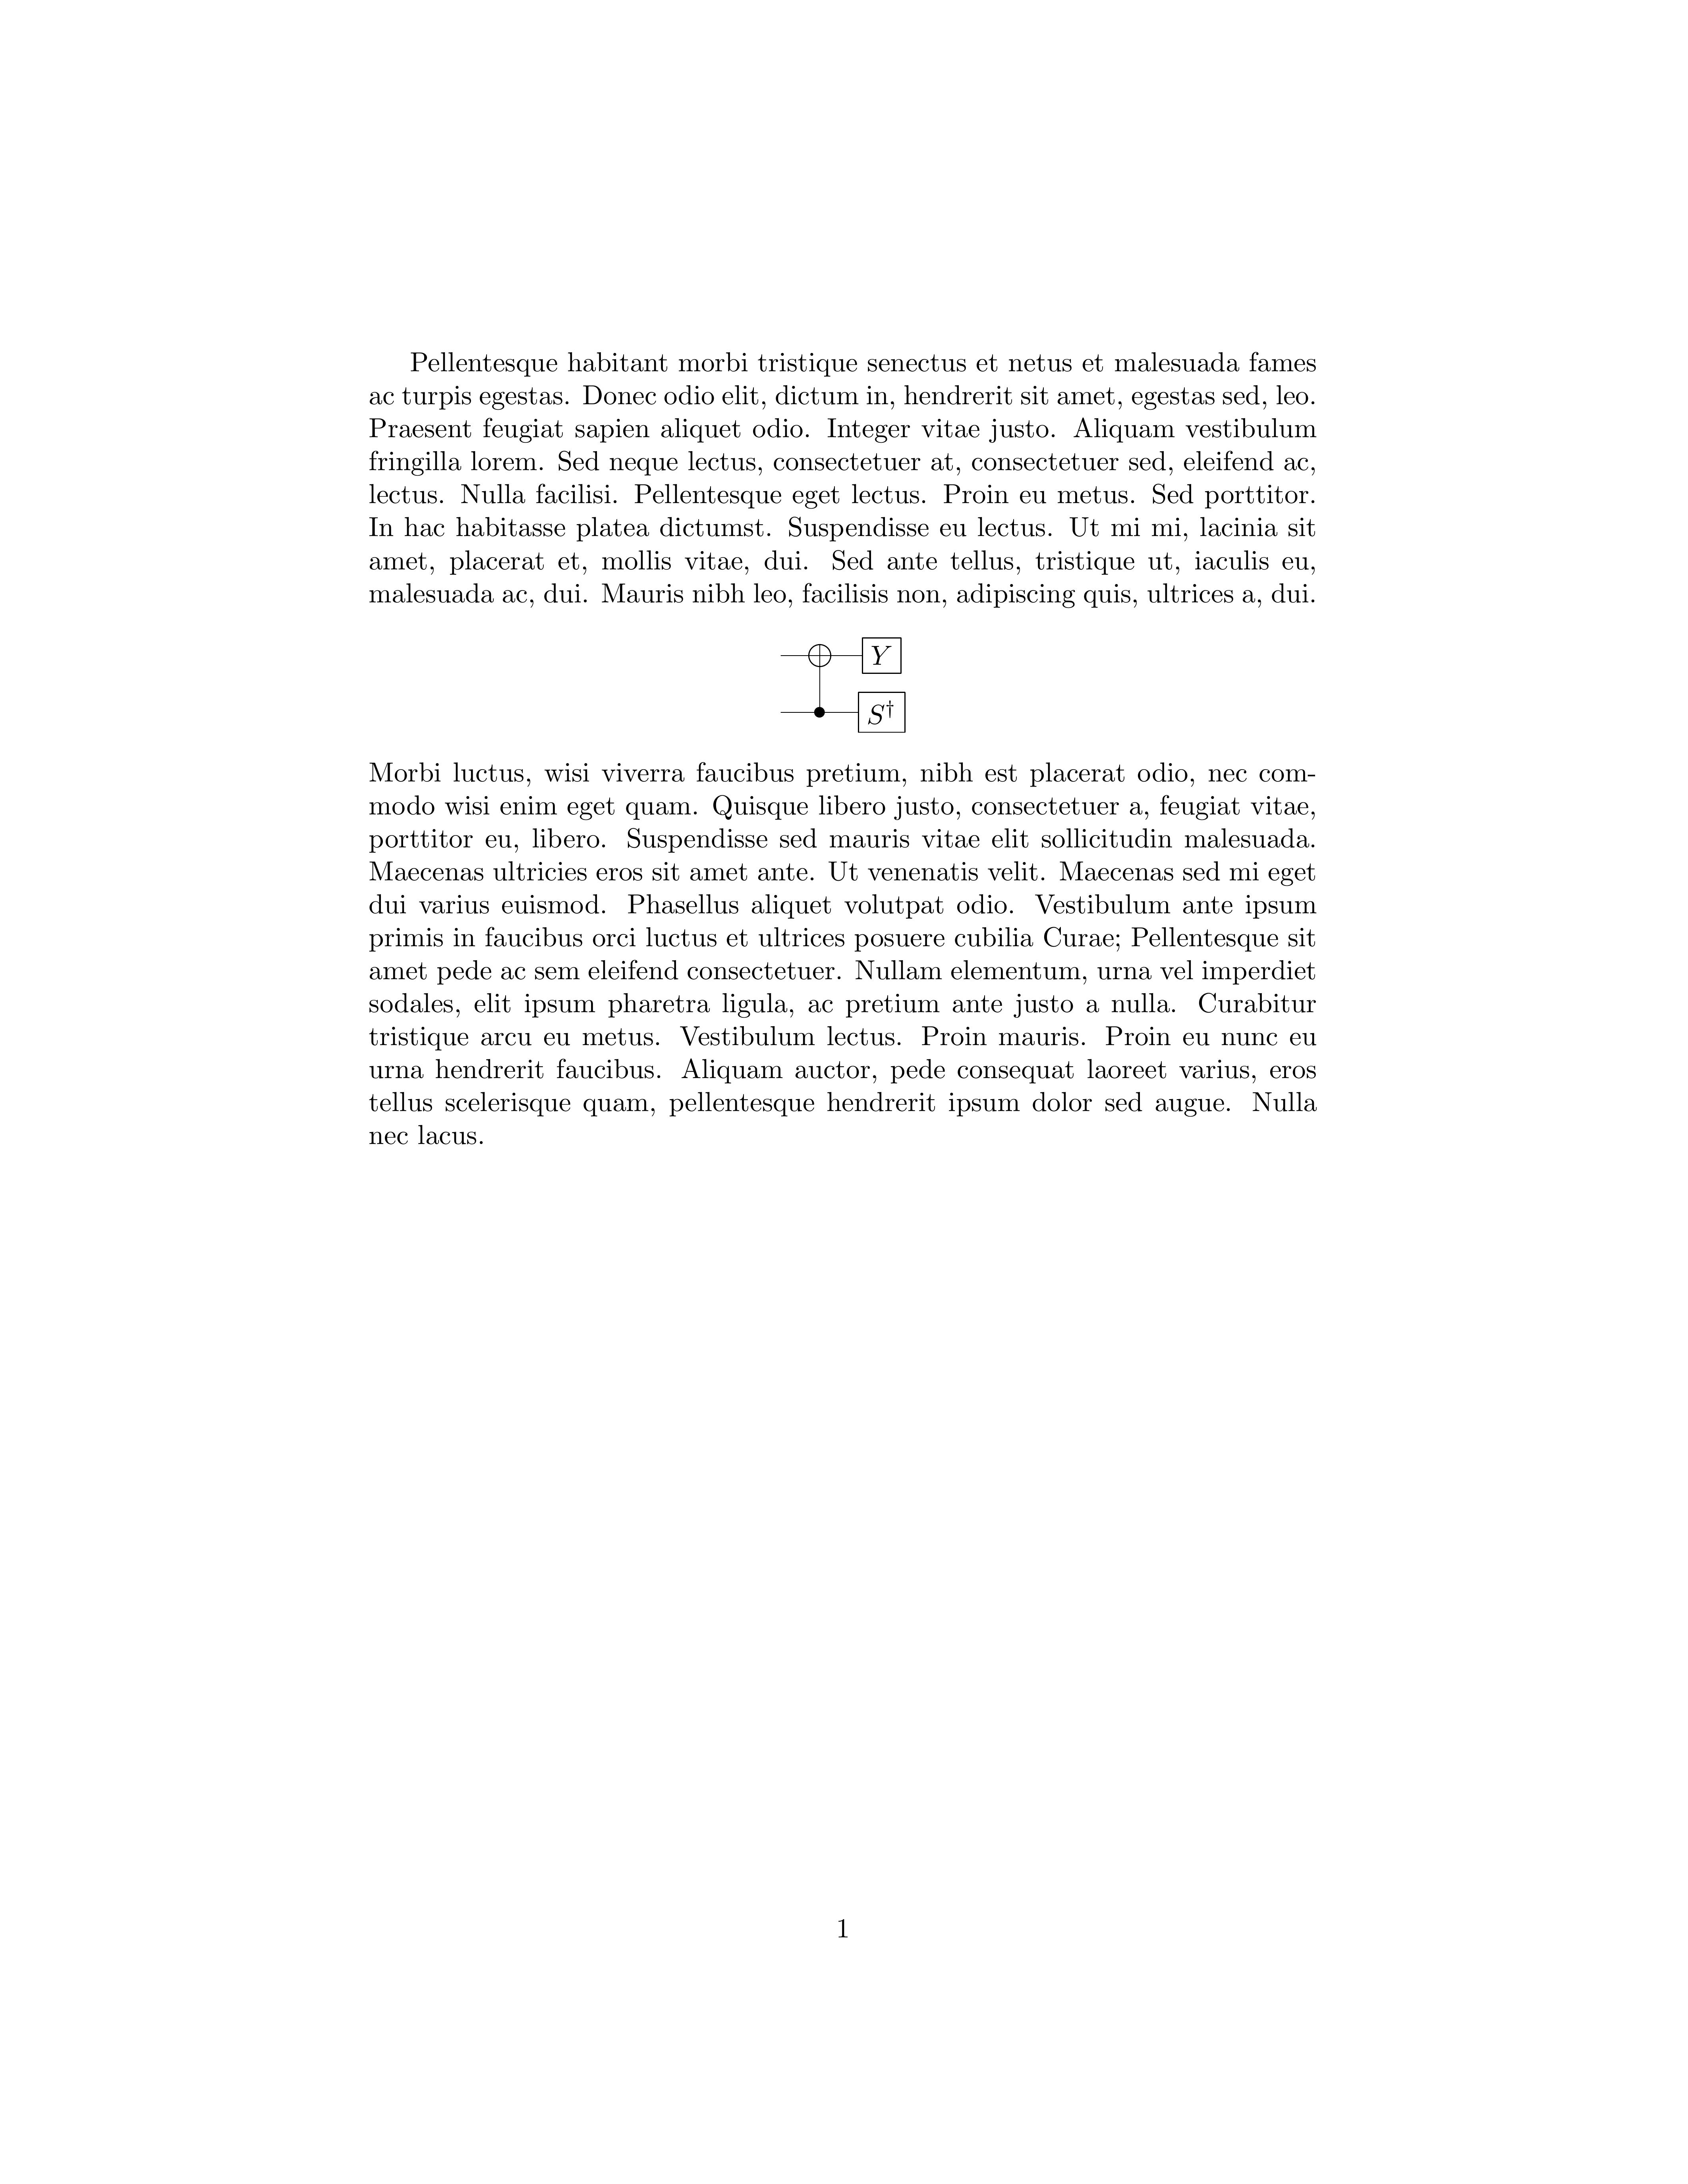 Pellentesque habitant morbi tristique senectus et netus et malesuada fames
ac turpis egestas. Donec odio elit, dictum in, hendrerit sit amet, egestas sed, leo.
Praesent feugiat sapien aliquet odio. Integer vitae justo. Aliquam vestibulum
fringilla lorem. Sed neque lectus, consectetuer at, consectetuer sed, eleifend ac,
lectus. Nulla facilisi. Pellentesque eget lectus. Proin eu metus. Sed porttitor.
In hac habitasse platea dictumst. Suspendisse eu lectus. Ut mi mi, lacinia sit
amet, placerat et, mollis vitae, dui. Sed ante tellus, tristique ut, iaculis eu,
malesuada ac, dui. Mauris nibh leo, facilisis non, adipiscing quis, ultrices a, dui.
Y
S†
Morbi luctus, wisi viverra faucibus pretium, nibh est placerat odio, nec com-
modo wisi enim eget quam. Quisque libero justo, consectetuer a, feugiat vitae,
porttitor eu, libero. Suspendisse sed mauris vitae elit sollicitudin malesuada.
Maecenas ultricies eros sit amet ante. Ut venenatis velit. Maecenas sed mi eget
dui varius euismod. Phasellus aliquet volutpat odio. Vestibulum ante ipsum
primis in faucibus orci luctus et ultrices posuere cubilia Curae; Pellentesque sit
amet pede ac sem eleifend consectetuer. Nullam elementum, urna vel imperdiet
sodales, elit ipsum pharetra ligula, ac pretium ante justo a nulla. Curabitur
tristique arcu eu metus. Vestibulum lectus. Proin mauris. Proin eu nunc eu
urna hendrerit faucibus. Aliquam auctor, pede consequat laoreet varius, eros
tellus scelerisque quam, pellentesque hendrerit ipsum dolor sed augue. Nulla
nec lacus.
1